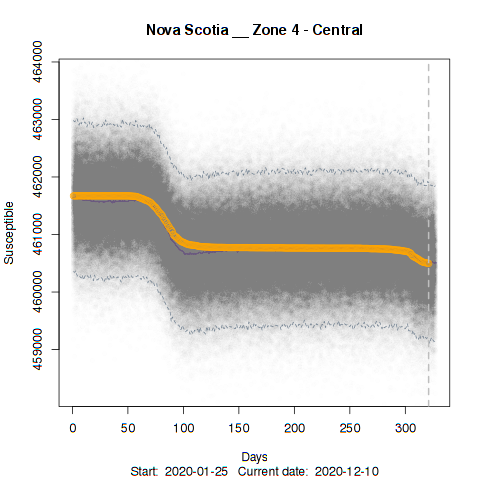 Nova Scotia __ Zone 4 - Central
464000
463000
462000
461000
460000
459000
Susceptible
0 50 100 150 200 250 300
Days
Start: 2020-01-25 Current date: 2020-12-10